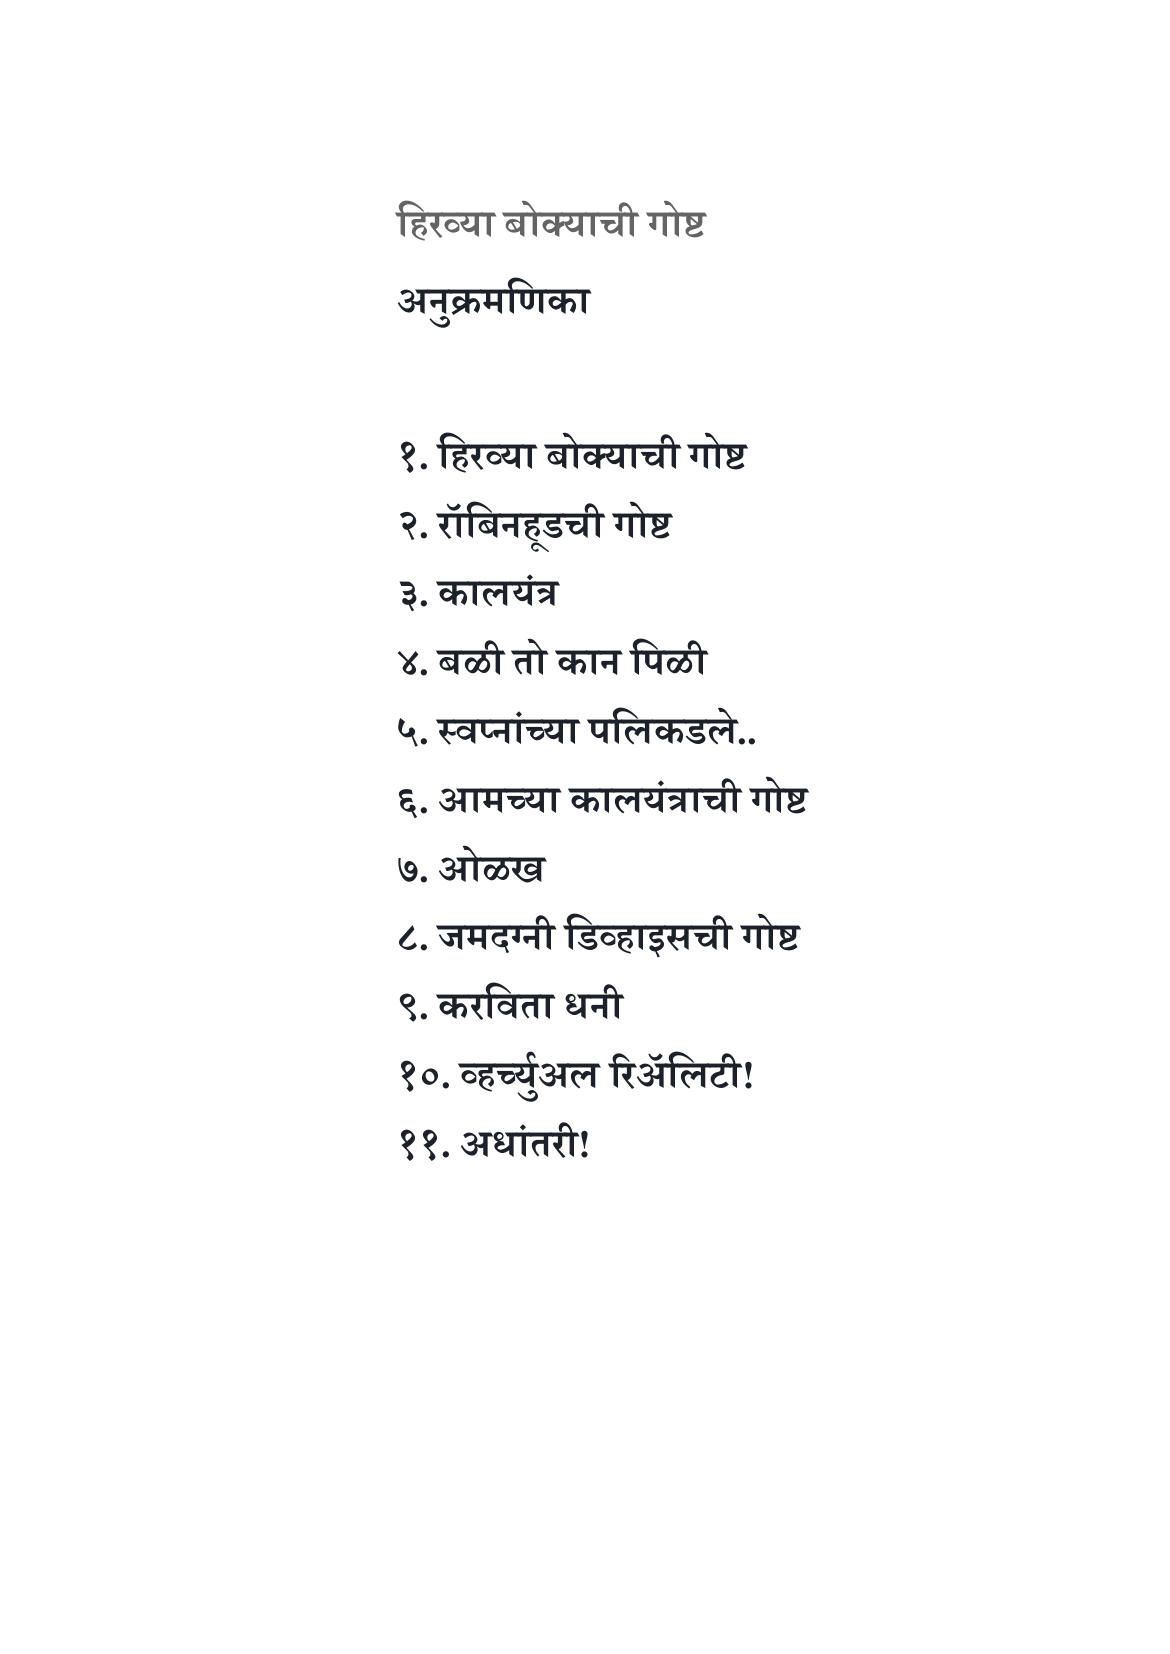 हिरव्या बोक्याची गोष्ट
अनुक्रमणिका
१. हिरव्या बोक्याची गोष्ट
२. रॉबिनहूडची गोष्ट
३. कालयंत्र
४. बळी तो कान पिळी
५. स्वप्नांच्या पलिकडले..
६. आमच्या कालयंत्राची गोष्ट
७. ओळख
८. जमदग्नी डिव्हाइसची गोष्ट
९. करविता धनी
१०. व्हर्च्युअल रिॲलिटी!
११. अधांतरी!